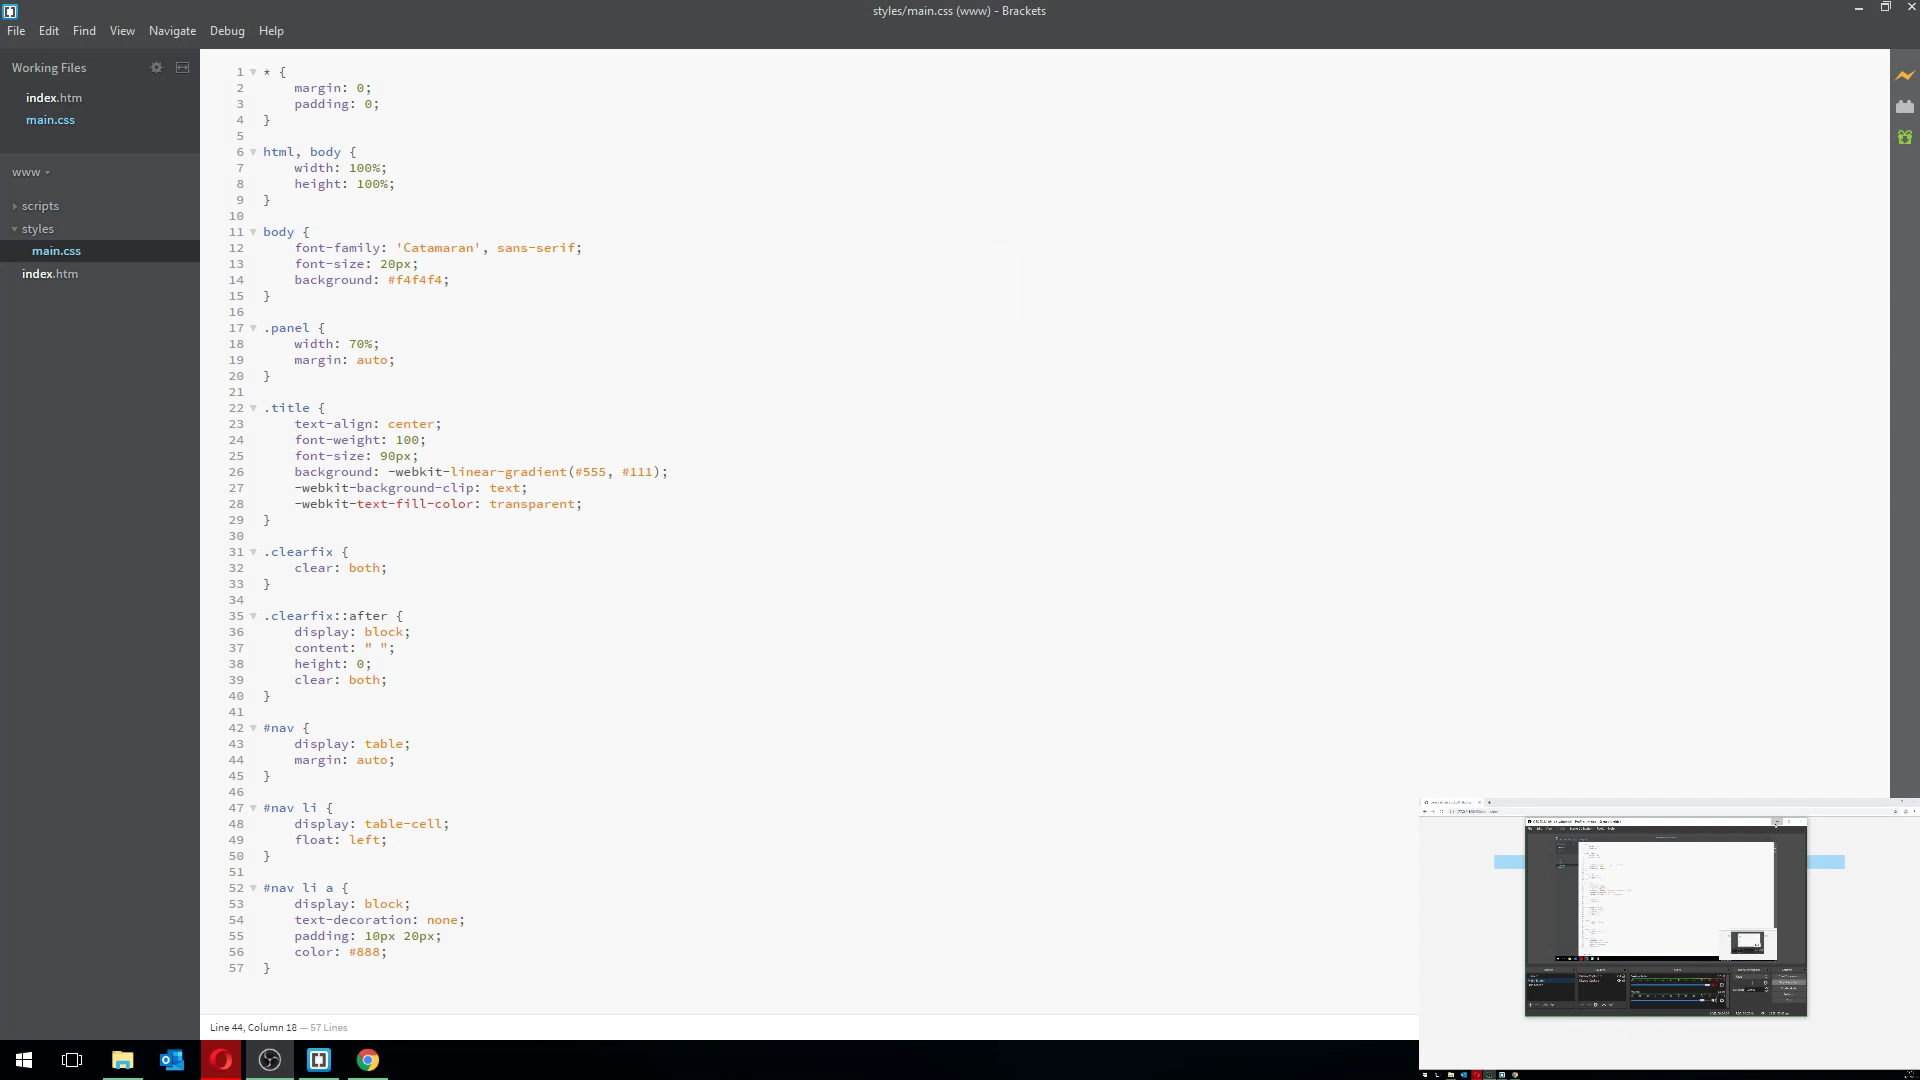 styles/main.css (www) - Brackets
File Edit Find View Navigate Debug Help
Working Files
index.htm
main.css
www
scripts
styles
main.css
index.htm
1 * {
2 margin: 0;
3 padding: 0;
4 }
5
6 html, body {
7 width: 100%;
8 height: 100%;
9 }
10
11 body {
12 font-family: 'Catamaran', sans-serif;
13 font-size: 20px;
14 background: #f4f4f4;
15 }
16
17 .panel {
18 width: 70%;
19 margin: auto;
20 }
21
22 .title {
23 text-align: center;
24 font-weight: 100;
25 font-size: 90px;
26 background: -webkit-linear-gradient(#555, #111);
27 -webkit-background-clip: text;
28 -webkit-text-fill-color: transparent;
29 }
30
31 .clearfix {
32 clear: both;
33 }
34
35 .clearfix::after {
36 display: block;
37 content: " ";
38 height: 0;
39 clear: both;
40 }
41
42 #nav {
43 display: table;
44 margin: auto;
45 }
46
47 #nav li {
48 display: table-cell;
49 float: left;
50 }
51
52 #nav li a {
53 display: block;
54 text-decoration: none;
55 padding: 10px 20px;
56 color: #888;
57 }
Line 44, Column 18 — 57 Lines